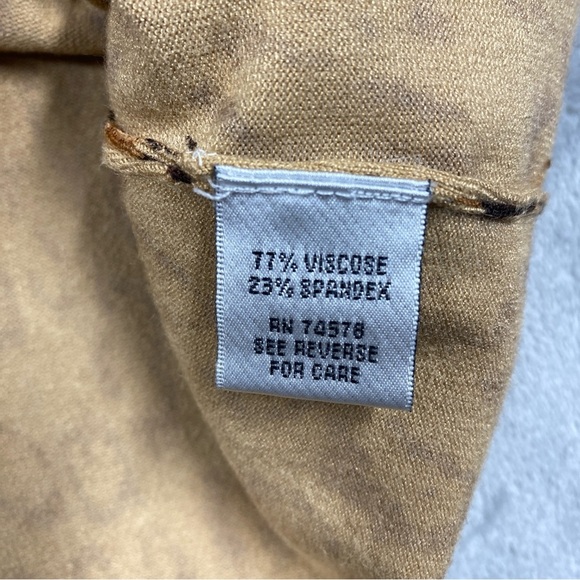 77% VISCOSE
23% SPANDEX
RN 74578
SEE REVERSE
FOR CARE